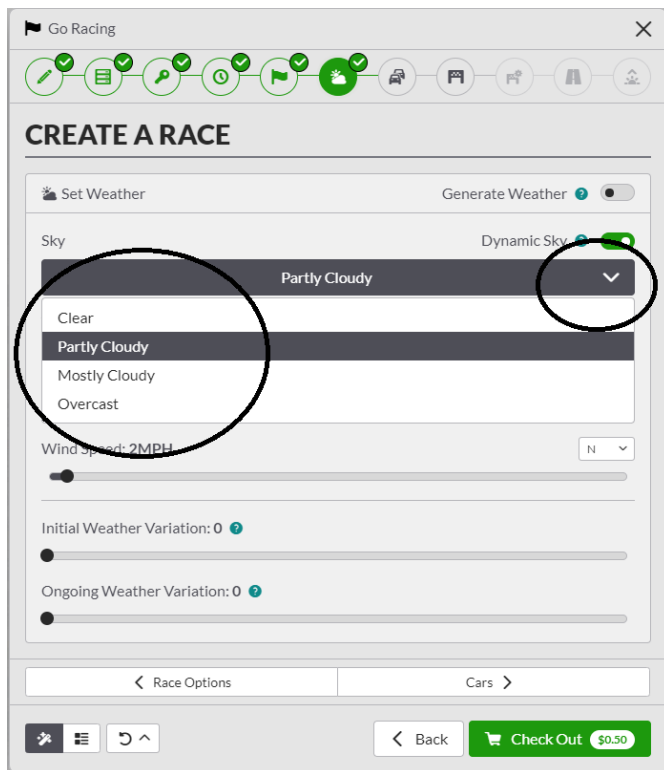 Go Racing
CREATE A RACE
Set Weather Generate Weather ?
Sky Dynamic Sky ?
Partly Cloudy
Clear
Partly Cloudy
Mostly Cloudy
Overcast
Wind Speed: 2MPH N
Initial Weather Variation: 0 ?
Ongoing Weather Variation: 0 ?
Race Options Cars
Back Check Out $0.50